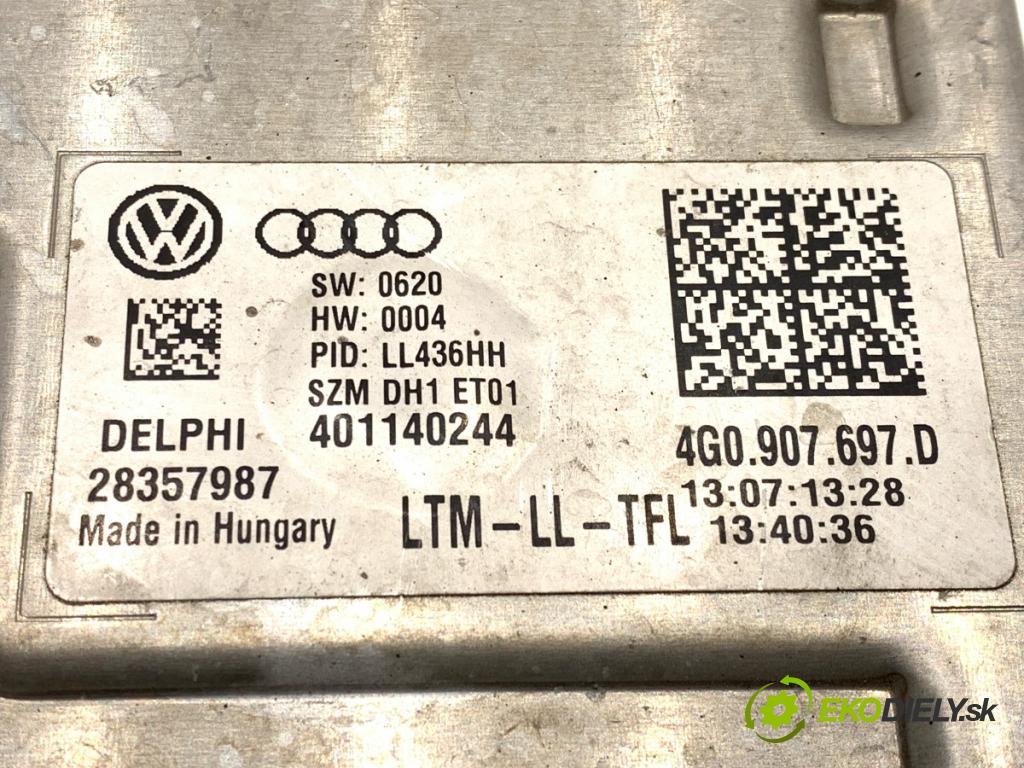 SW: 0620
HW: 0004
PID: LL436HH
SZM DH1 ET01
401140244
DELPHI
28357987
Made in Hungary
LTM-LL-TFL
4G0.907.697.D
13:07:13:28
13:40:36
EKODIELY.sk